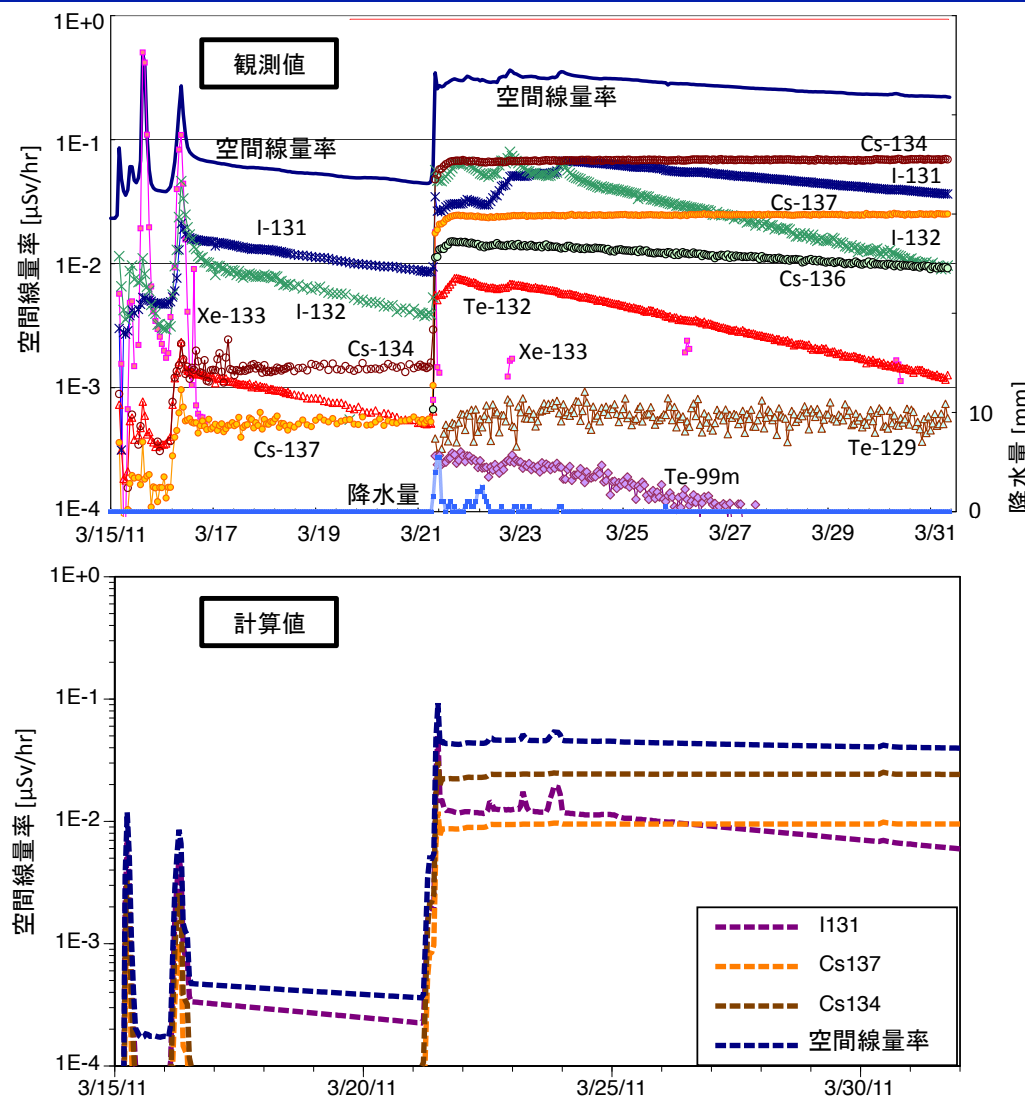 1E+0
1E-1
1E-2
1E-3
1E-4
空間線量率 [μSv/hr]
観測値
空間線量率
空間線量率
Cs-134
I-131
Cs-137
I-132
Cs-136
I-131
I-132
Xe-133
Te-132
Xe-133
Cs-134
Cs-137
Te-129
Te-99m
降水量
10
0
降水量 [mm]
3/15/11 3/17 3/19 3/21 3/23 3/25 3/27 3/29 3/31
1E+0
1E-1
1E-2
1E-3
1E-4
空間線量率 [μSv/hr]
計算値
I131
Cs137
Cs134
空間線量率
3/15/11 3/20/11 3/25/11 3/30/11